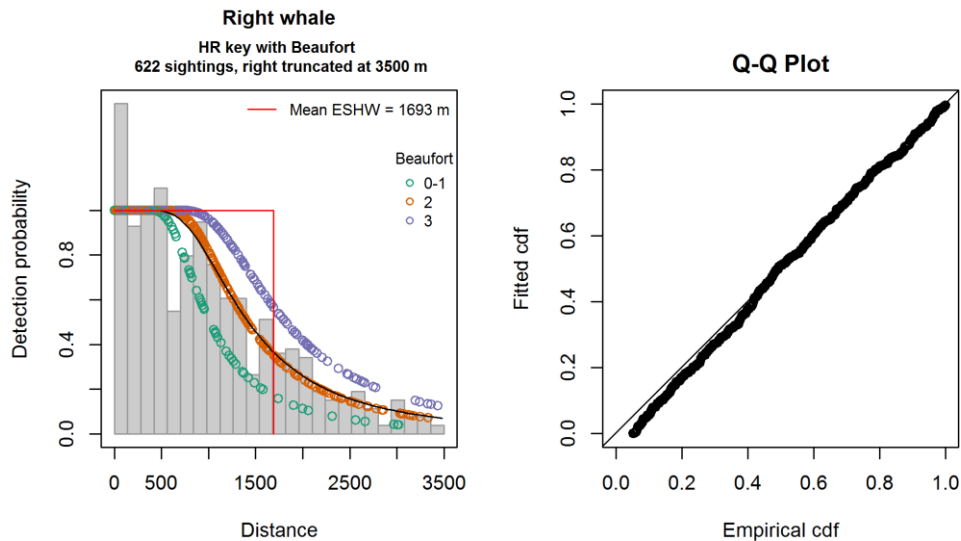 Right whale
HR key with Beaufort
622 sightings, right truncated at 3500 m
Mean ESHW = 1693 m
Beaufort
0-1
2
3
Detection probability
0.0
0.4
0.8
0 500 1500 2500 3500
Distance
Q-Q Plot
Fitted cdf
0.0
0.2
0.4
0.6
0.8
1.0
0.0 0.2 0.4 0.6 0.8 1.0
Empirical cdf